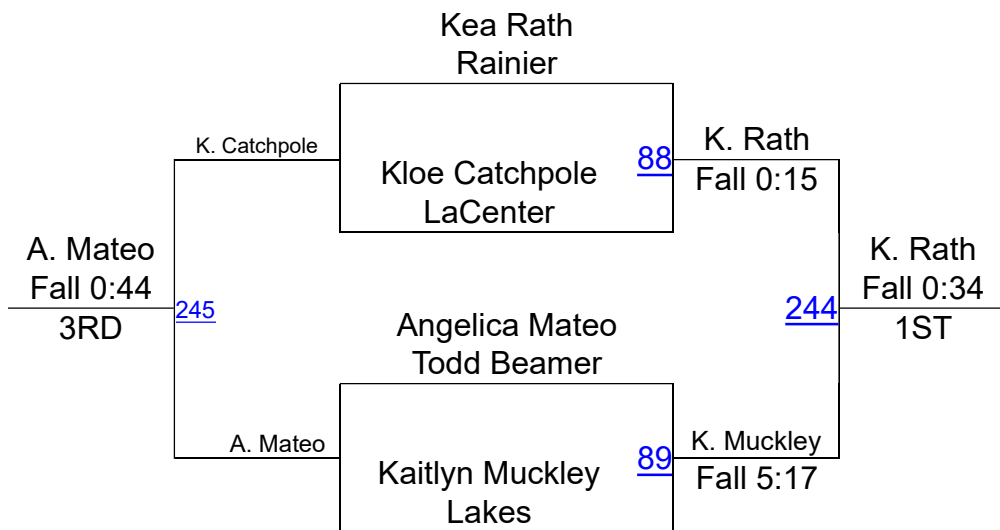 Kea Rath
Rainier
K. Catchpole
Kloe Catchpole
LaCenter
88
K. Rath
Fall 0:15
A. Mateo
Fall 0:44
3RD
245
Angelica Mateo
Todd Beamer
244
K. Rath
Fall 0:34
1ST
A. Mateo
Kaitlyn Muckley
Lakes
89
K. Muckley
Fall 5:17